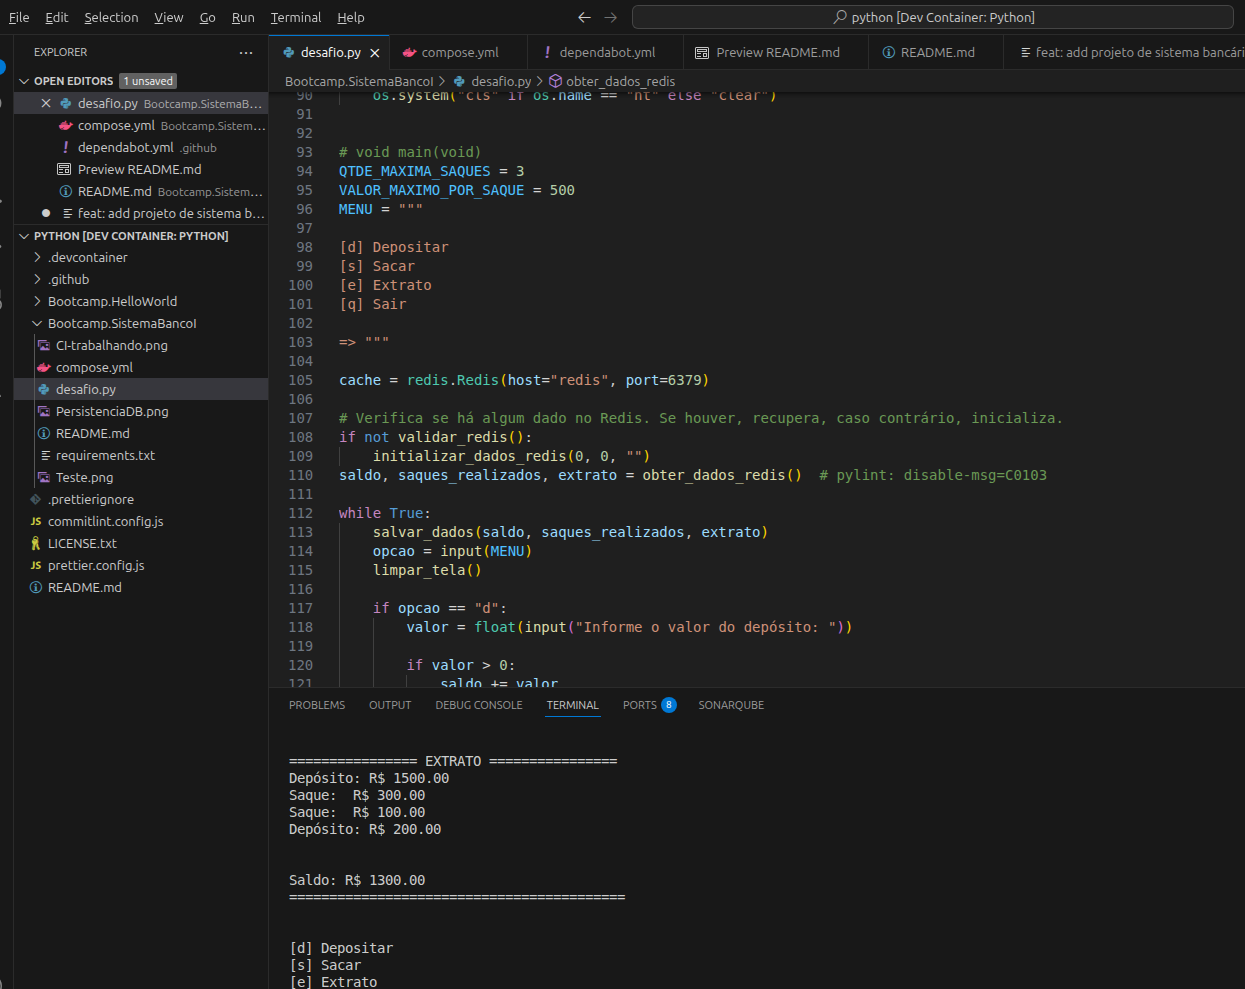 File Edit Selection View Go Run Terminal Help
python [Dev Container: Python]
EXPLORER
OPEN EDITORS 1 unsaved
desafio.py Bootcamp.SistemaB...
compose.yml Bootcamp.Sistem...
dependabot.yml .github
Preview README.md
README.md Bootcamp.Sistem...
feat: add projeto de sistema b...
PYTHON [DEV CONTAINER: PYTHON]
.devcontainer
.github
Bootcamp.HelloWorld
Bootcamp.SistemaBancoI
CI-trabalhando.png
compose.yml
desafio.py
PersistenciaDB.png
README.md
requirements.txt
Teste.png
.prettierignore
JS commitlint.config.js
LICENSE.txt
JS prettier.config.js
README.md
desafio.py compose.yml dependabot.yml Preview README.md README.md feat: add projeto de sistema bancári
Bootcamp.SistemaBancoI > desafio.py > obter_dados_redis
90 os.system("cls" if os.name == "nt" else "clear")
91
92
93 # void main(void)
94 QTDE_MAXIMA_SAQUES = 3
95 VALOR_MAXIMO_POR_SAQUE = 500
96 MENU = """
97
98 [d] Depositar
99 [s] Sacar
100 [e] Extrato
101 [q] Sair
102
103 => """
104
105 cache = redis.Redis(host="redis", port=6379)
106
107 # Verifica se há algum dado no Redis. Se houver, recupera, caso contrário, inicializa.
108 if not validar_redis():
109 initializar_dados_redis(0, 0, "")
110 saldo, saques_realizados, extrato = obter_dados_redis() # pylint: disable-msg=C0103
111
112 while True:
113 salvar_dados(saldo, saques_realizados, extrato)
114 opcao = input(MENU)
115 limpar_tela()
116
117 if opcao == "d":
118 valor = float(input("Informe o valor do depósito: "))
119
120 if valor > 0:
121 saldo += valor
PROBLEMS OUTPUT DEBUG CONSOLE TERMINAL PORTS 8 SONARQUBE
================ EXTRATO ================
Depósito: R$ 1500.00
Saque: R$ 300.00
Saque: R$ 100.00
Depósito: R$ 200.00
Saldo: R$ 1300.00
==========================================
[d] Depositar
[s] Sacar
[e] Extrato